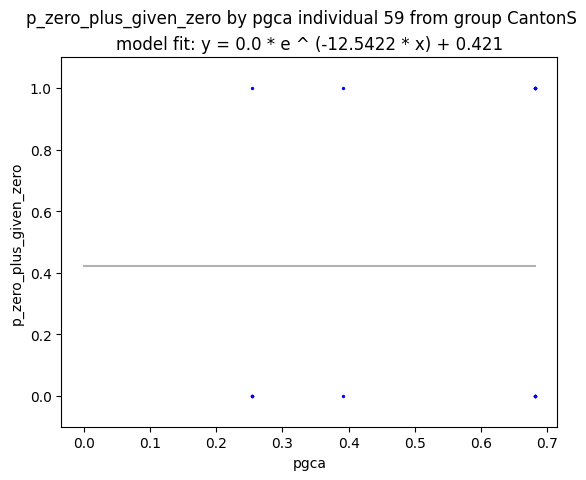 p_zero_plus_given_zero by pgca individual 59 from group CantonS
model fit: y = 0.0 * e ^ (-12.5422 * x) + 0.421
1.0
0.8
0.6
0.4
0.2
0.0
p_zero_plus_given_zero
0.0 0.1 0.2 0.3 0.4 0.5 0.6 0.7
pgca